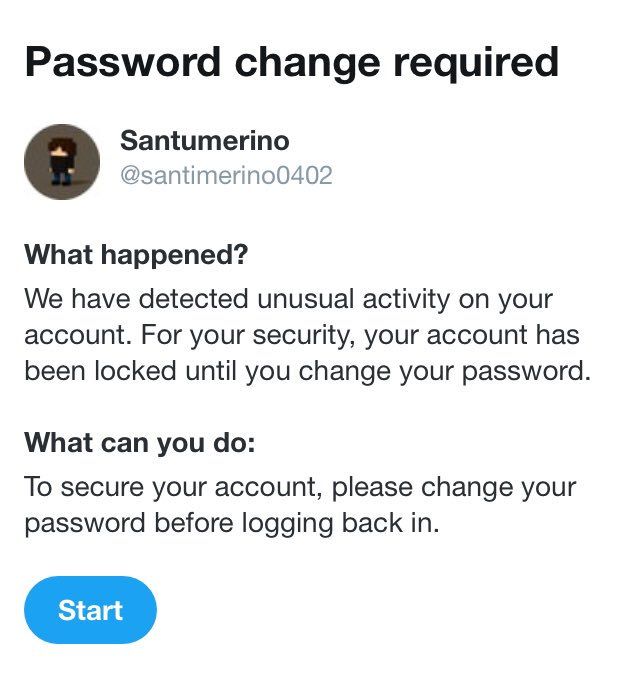 Password change required
Santumerino
@santimerino0402
What happened?
We have detected unusual activity on your
account. For your security, your account has
been locked until you change your password.
What can you do:
To secure your account, please change your
password before logging back in.
Start